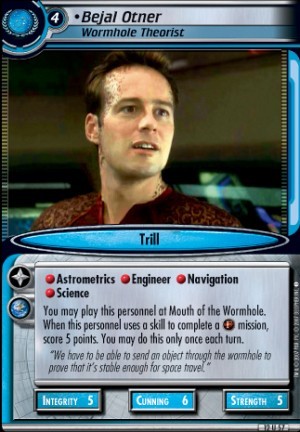 4 •Bejal Otner
Wormhole Theorist
Trill
Astrometrics Engineer Navigation
Science
You may play this personnel at Mouth of the Wormhole.
When this personnel uses a skill to complete a mission,
score 5 points. You may do this only once each turn.
"We have to be able to send an object through the wormhole to
prove that it's stable enough for space travel."
INTEGRITY 5 CUNNING 6 STRENGTH 5